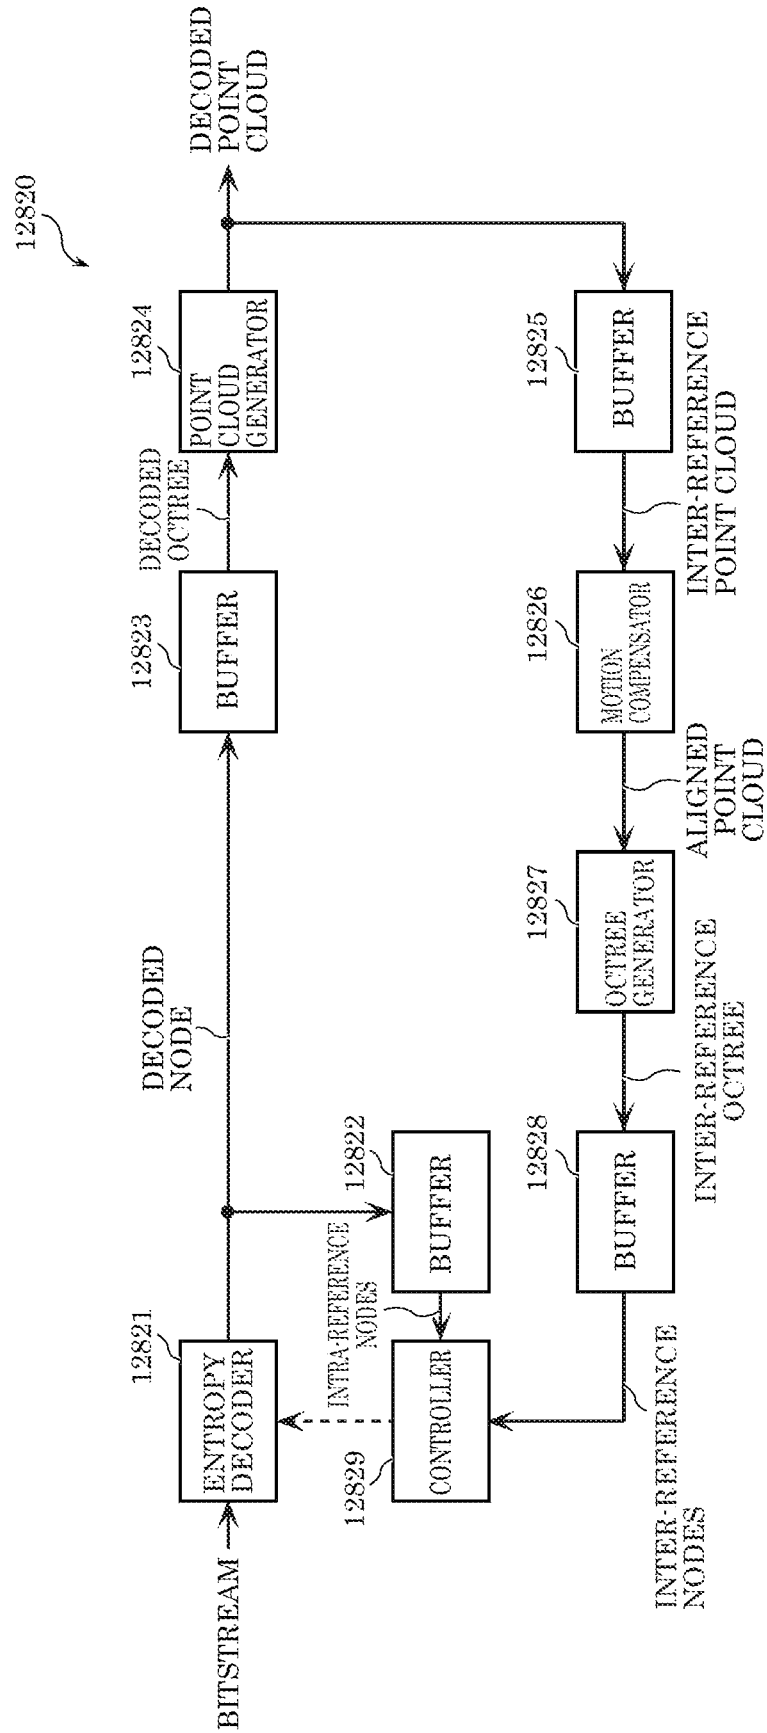 12820
BITSTREAM
12821
ENTROPY
DECODER
DECODED
NODE
12823
BUFFER
DECODED
OCTREE
12824
POINT
CLOUD
GENERATOR
DECODED
POINT
CLOUD
INTRA-REFERENCE
NODES
12829
CONTROLLER
12822
BUFFER
INTER-REFERENCE
NODES
12828
BUFFER
INTER-REFERENCE
OCTREE
12827
OCTREE
GENERATOR
ALIGNED
POINT
CLOUD
12826
MOTION
COMPENSATOR
INTER-REFERENCE
POINT CLOUD
12825
BUFFER